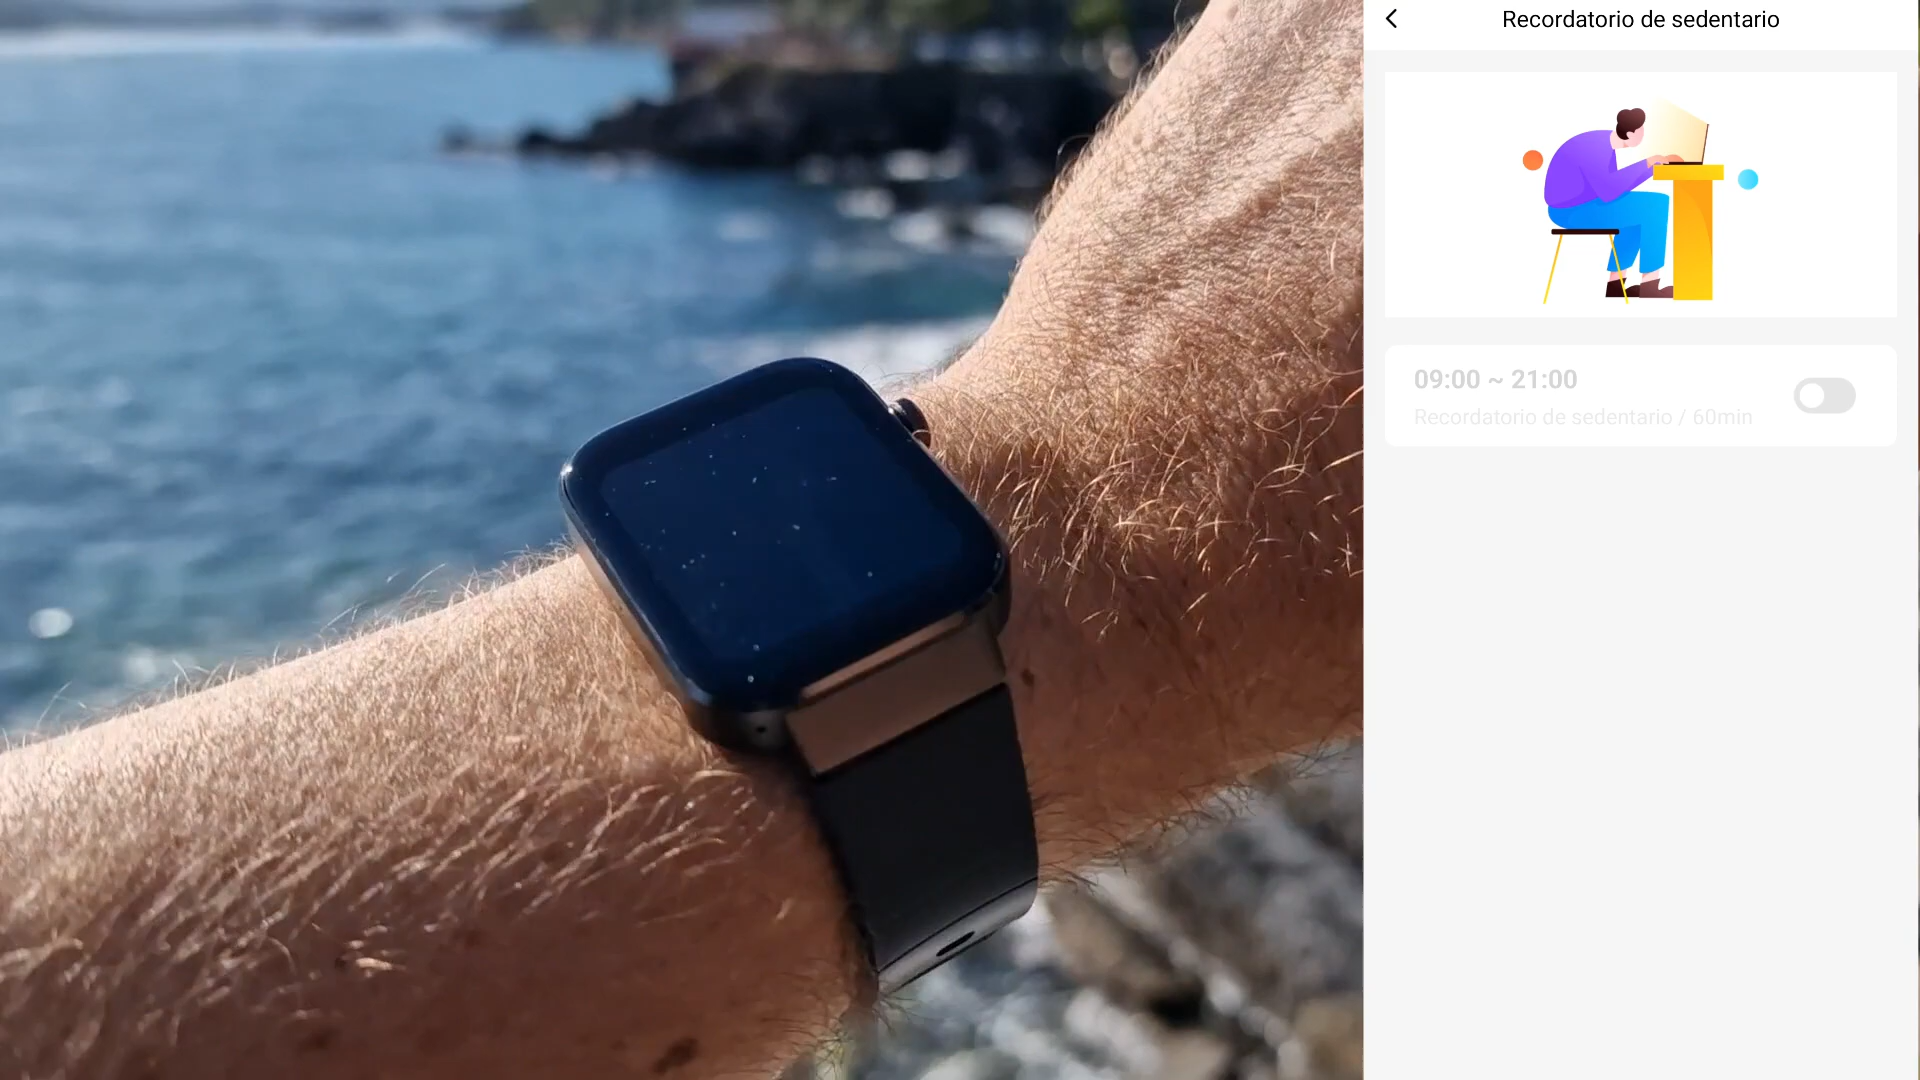 Recordatorio de sedentario
09:00 ~ 21:00
Recordatorio de sedentario / 60min